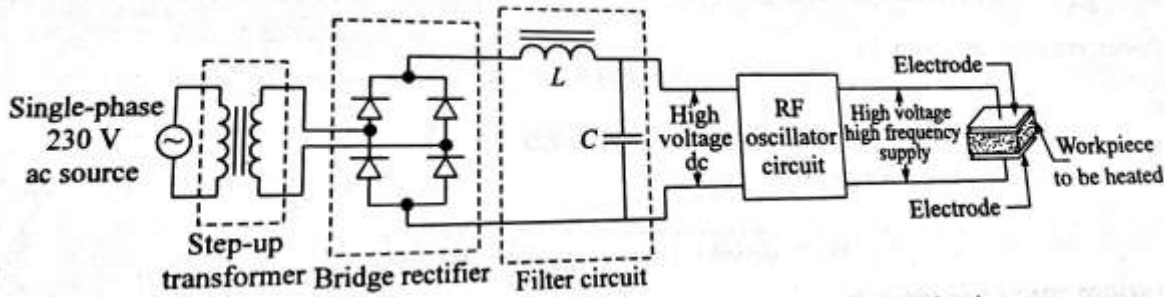 Single-phase
230 V
ac source
Step-up
transformer
Bridge rectifier
L
C
Filter circuit
High
voltage
dc
RF
oscillator
circuit
High voltage
high frequency
supply
Electrode
Workpiece
to be heated
Electrode